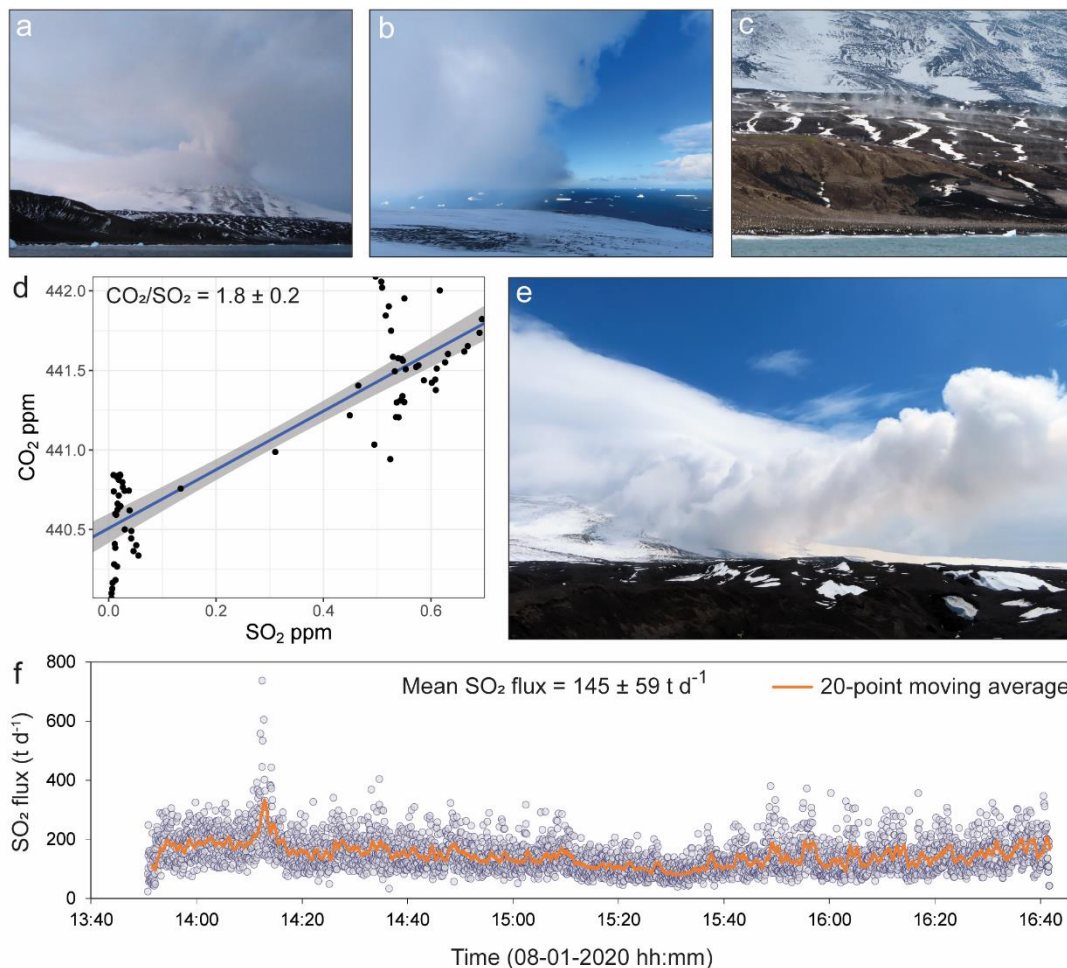 a
b
c
d
CO₂/SO₂ = 1.8 ± 0.2
442.0
441.5
441.0
440.5
CO₂ ppm
0.0 0.2 0.4 0.6
SO₂ ppm
e
f
800
600
400
200
0
SO₂ flux (t d⁻¹)
Mean SO₂ flux = 145 ± 59 t d⁻¹
20-point moving average
13:40 14:00 14:20 14:40 15:00 15:20 15:40 16:00 16:20 16:40
Time (08-01-2020 hh:mm)